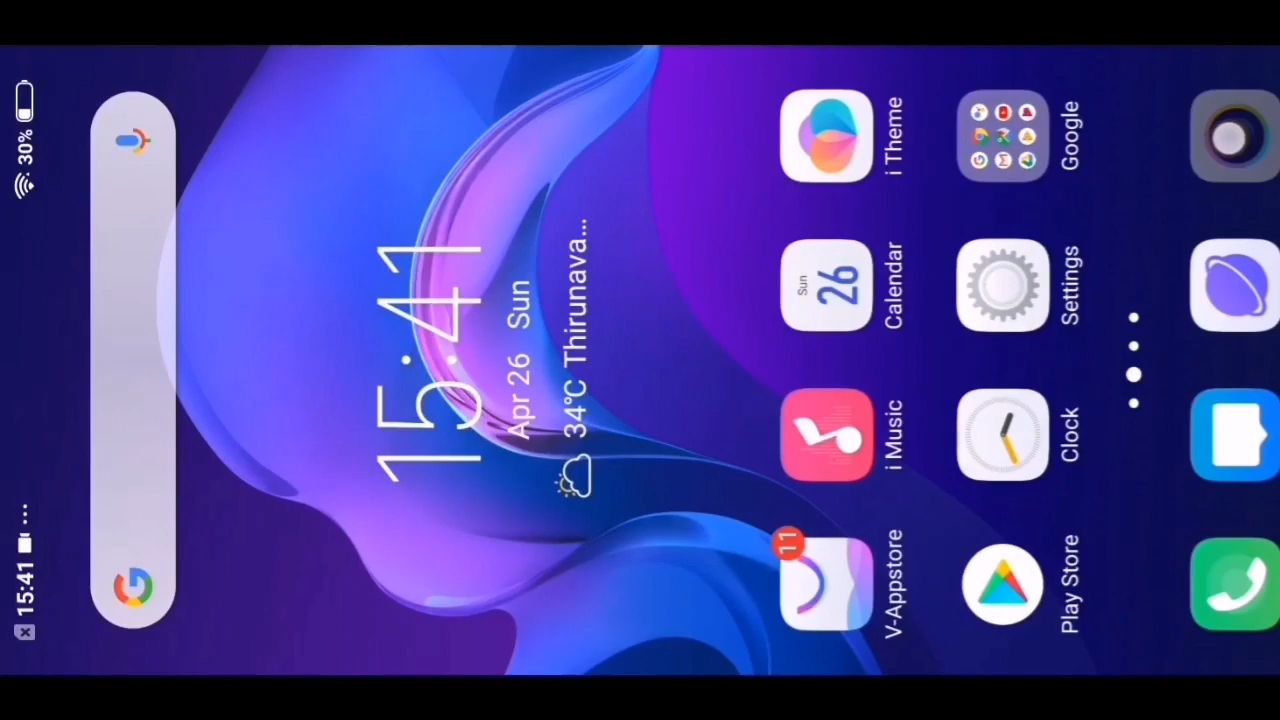 15:41 ... 30%
15:41
Apr 26 Sun
34°C Thirunava...
11
Sun
26
V-Appstore i Music Calendar i Theme
Play Store Clock Settings Google